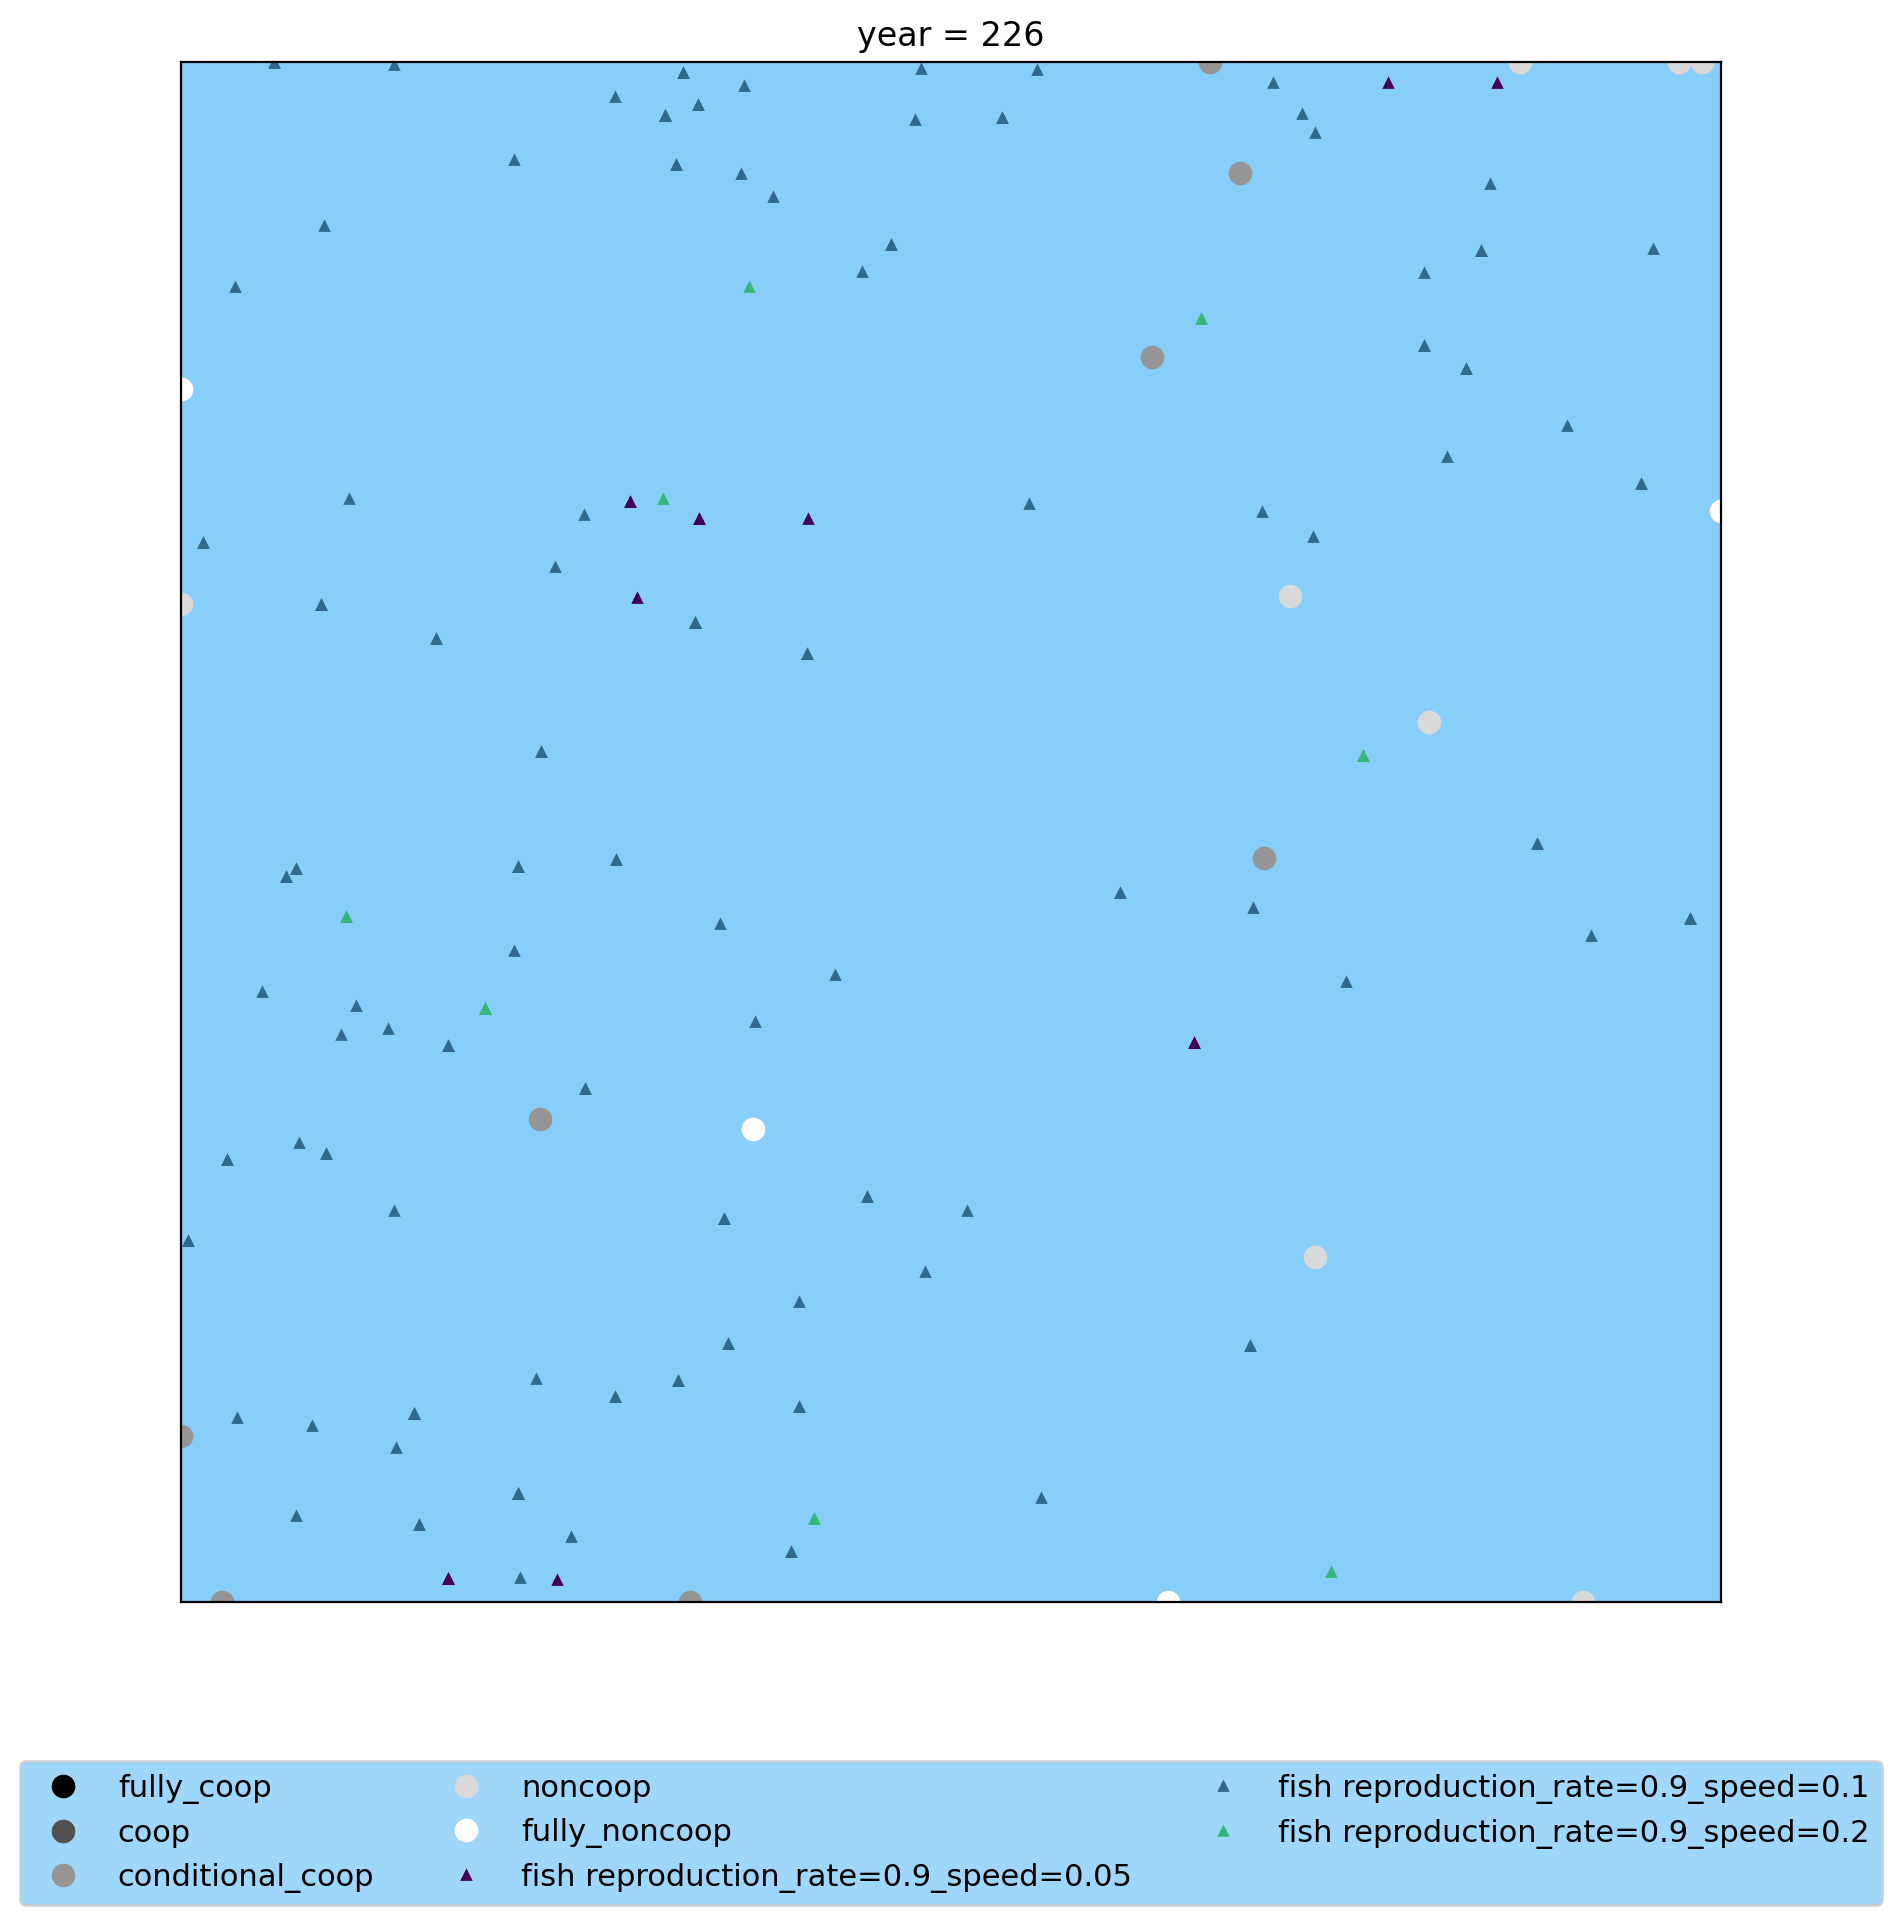 year = 226
fully_coop
coop
conditional_coop
noncoop
fully_noncoop
fish reproduction_rate=0.9_speed=0.05
fish reproduction_rate=0.9_speed=0.1
fish reproduction_rate=0.9_speed=0.2